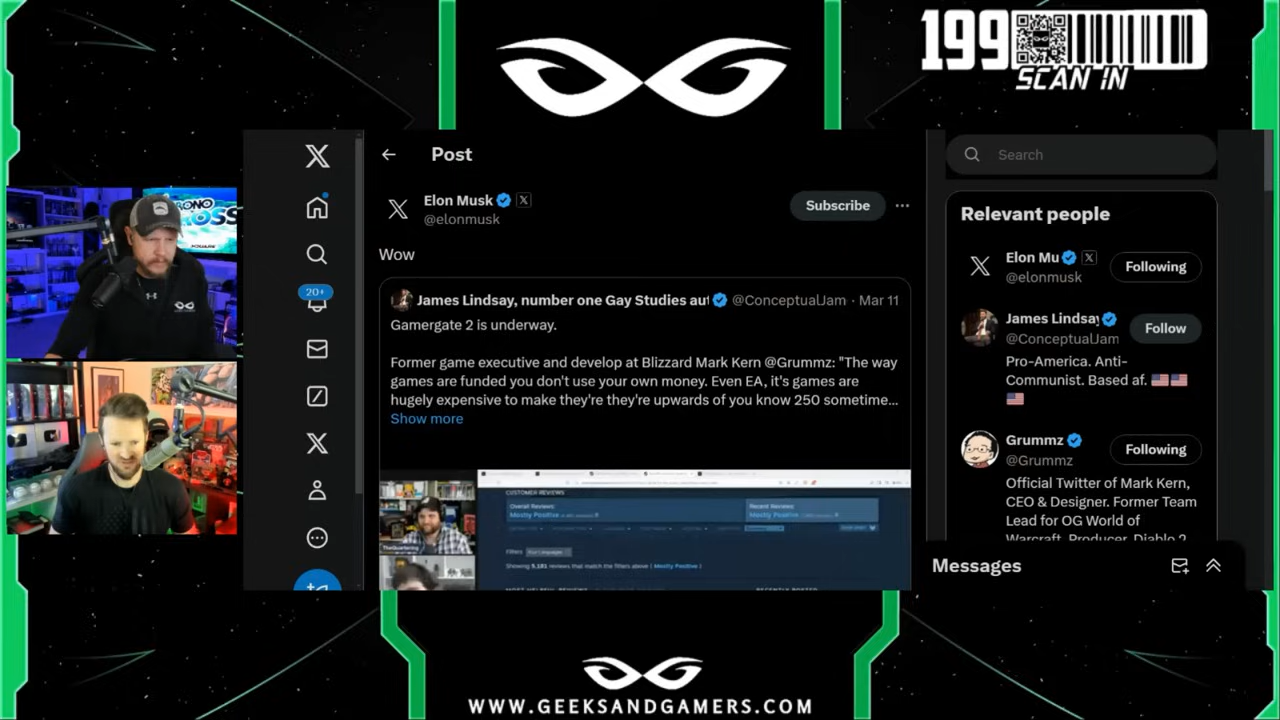 199
SCAN IN
CHRONO
CROSS
Post
Elon Musk
@elonmusk
Subscribe
Wow
James Lindsay, number one Gay Studies aut
@ConceptualJam · Mar 11
Gamergate 2 is underway.
Former game executive and develop at Blizzard Mark Kern @Grummz: "The way
games are funded you don't use your own money. Even EA, it's games are
hugely expensive to make they're they're upwards of you know 250 sometime...
Show more
CUSTOMER REVIEWS
Overall Reviews:
Mostly Positive
Recent Reviews:
Mostly Positive
TheQuartering
Filters
Showing 5,181 reviews that match the filters above ( Mostly Positive )
20+
Search
Relevant people
Elon Mu
@elonmusk
Following
James Lindsay
@ConceptualJam
Follow
Pro-America. Anti-
Communist. Based af.
Grummz
@Grummz
Following
Official Twitter of Mark Kern,
CEO & Designer. Former Team
Lead for OG World of
Warcraft, Producer, Diablo 2
Messages
WWW.GEEKSANDGAMERS.COM